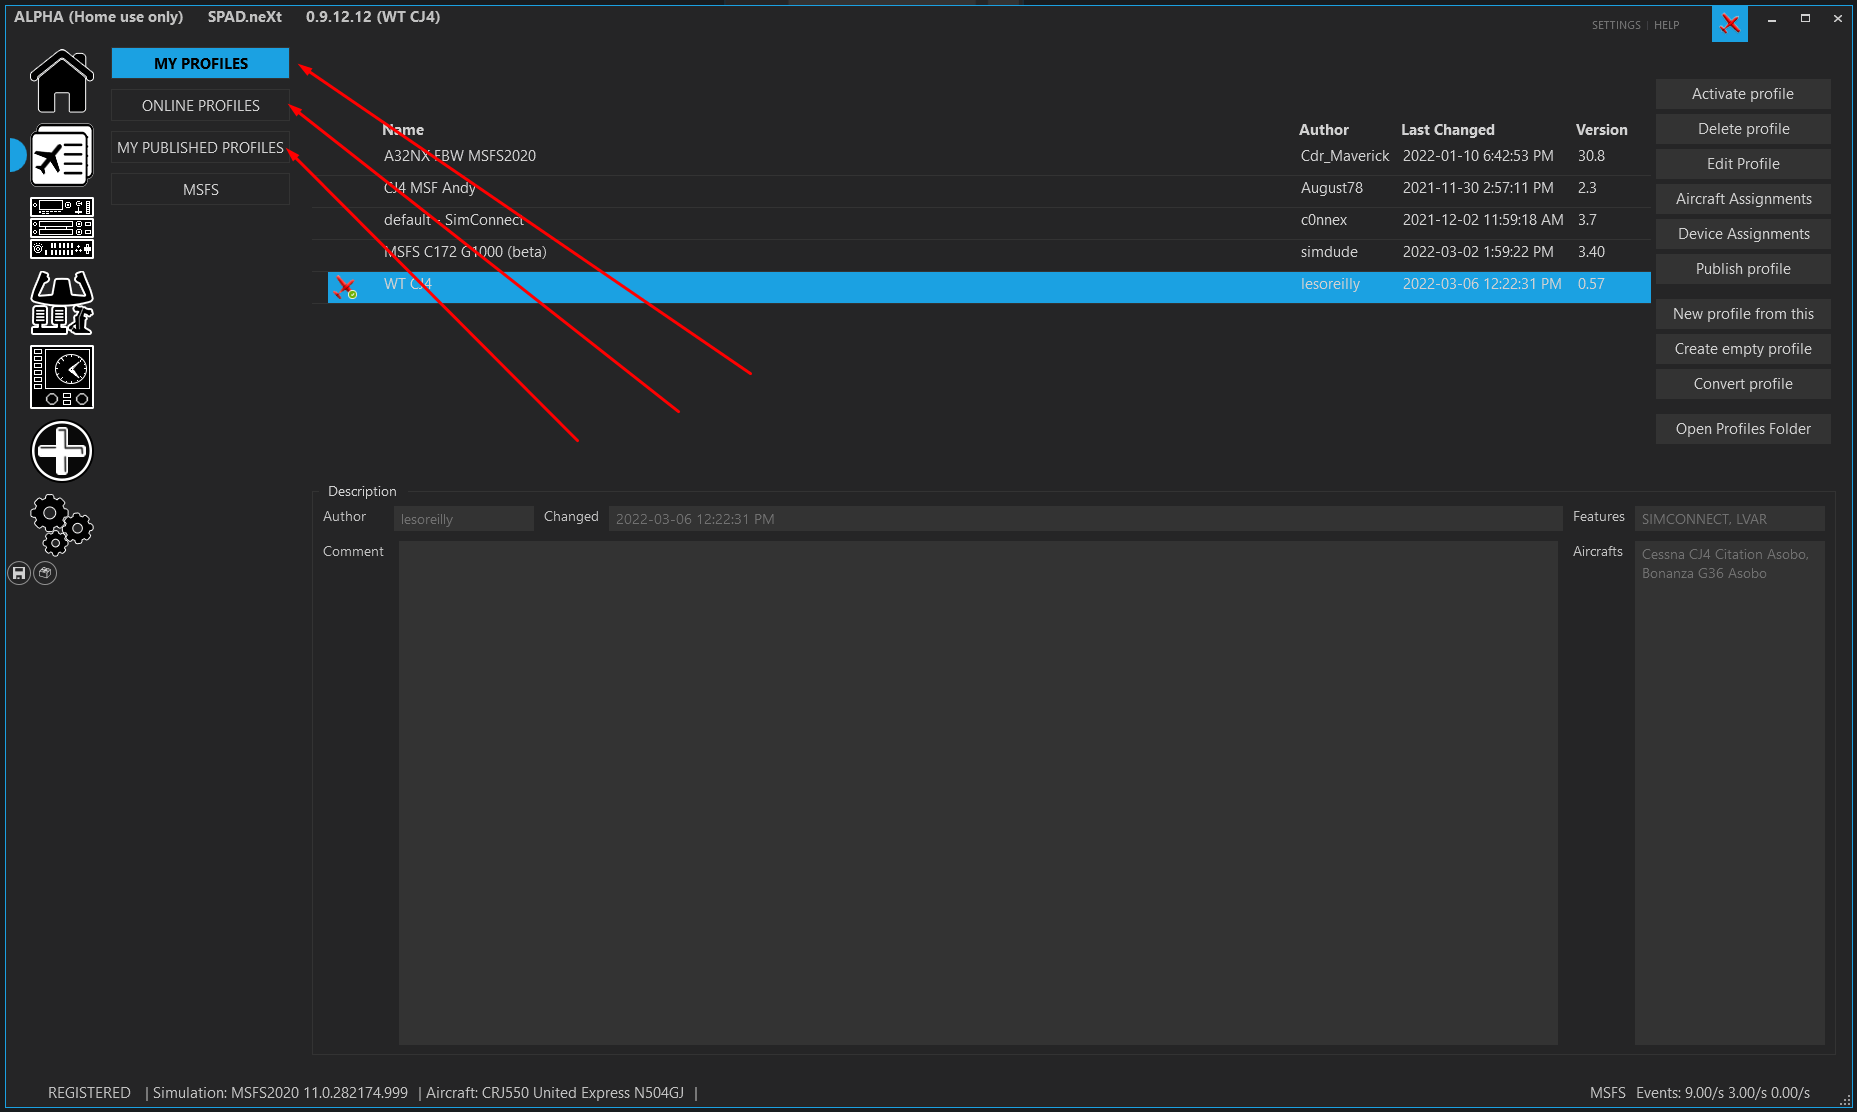 ALPHA (Home use only) SPAD.neXt 0.9.12.12 (WT CJ4)
SETTINGS | HELP
MY PROFILES
ONLINE PROFILES
MY PUBLISHED PROFILES
MSFS
Name Author Last Changed Version
A32NX FBW MSFS2020 Cdr_Maverick 2022-01-10 6:42:53 PM 30.8
CJ4 MSF Andy August78 2021-11-30 2:57:11 PM 2.3
default - SimConnect c0nnex 2021-12-02 11:59:18 AM 3.7
MSFS C172 G1000 (beta) simdude 2022-03-02 1:59:22 PM 3.40
WT CJ4 lesoreilly 2022-03-06 12:22:31 PM 0.57
Activate profile
Delete profile
Edit Profile
Aircraft Assignments
Device Assignments
Publish profile
New profile from this
Create empty profile
Convert profile
Open Profiles Folder
Description
Author lesoreilly Changed 2022-03-06 12:22:31 PM Features SIMCONNECT, LVAR
Comment Aircrafts Cessna CJ4 Citation Asobo,
Bonanza G36 Asobo
REGISTERED | Simulation: MSFS2020 11.0.282174.999 | Aircraft: CRJ550 United Express N504GJ | MSFS Events: 9.00/s 3.00/s 0.00/s